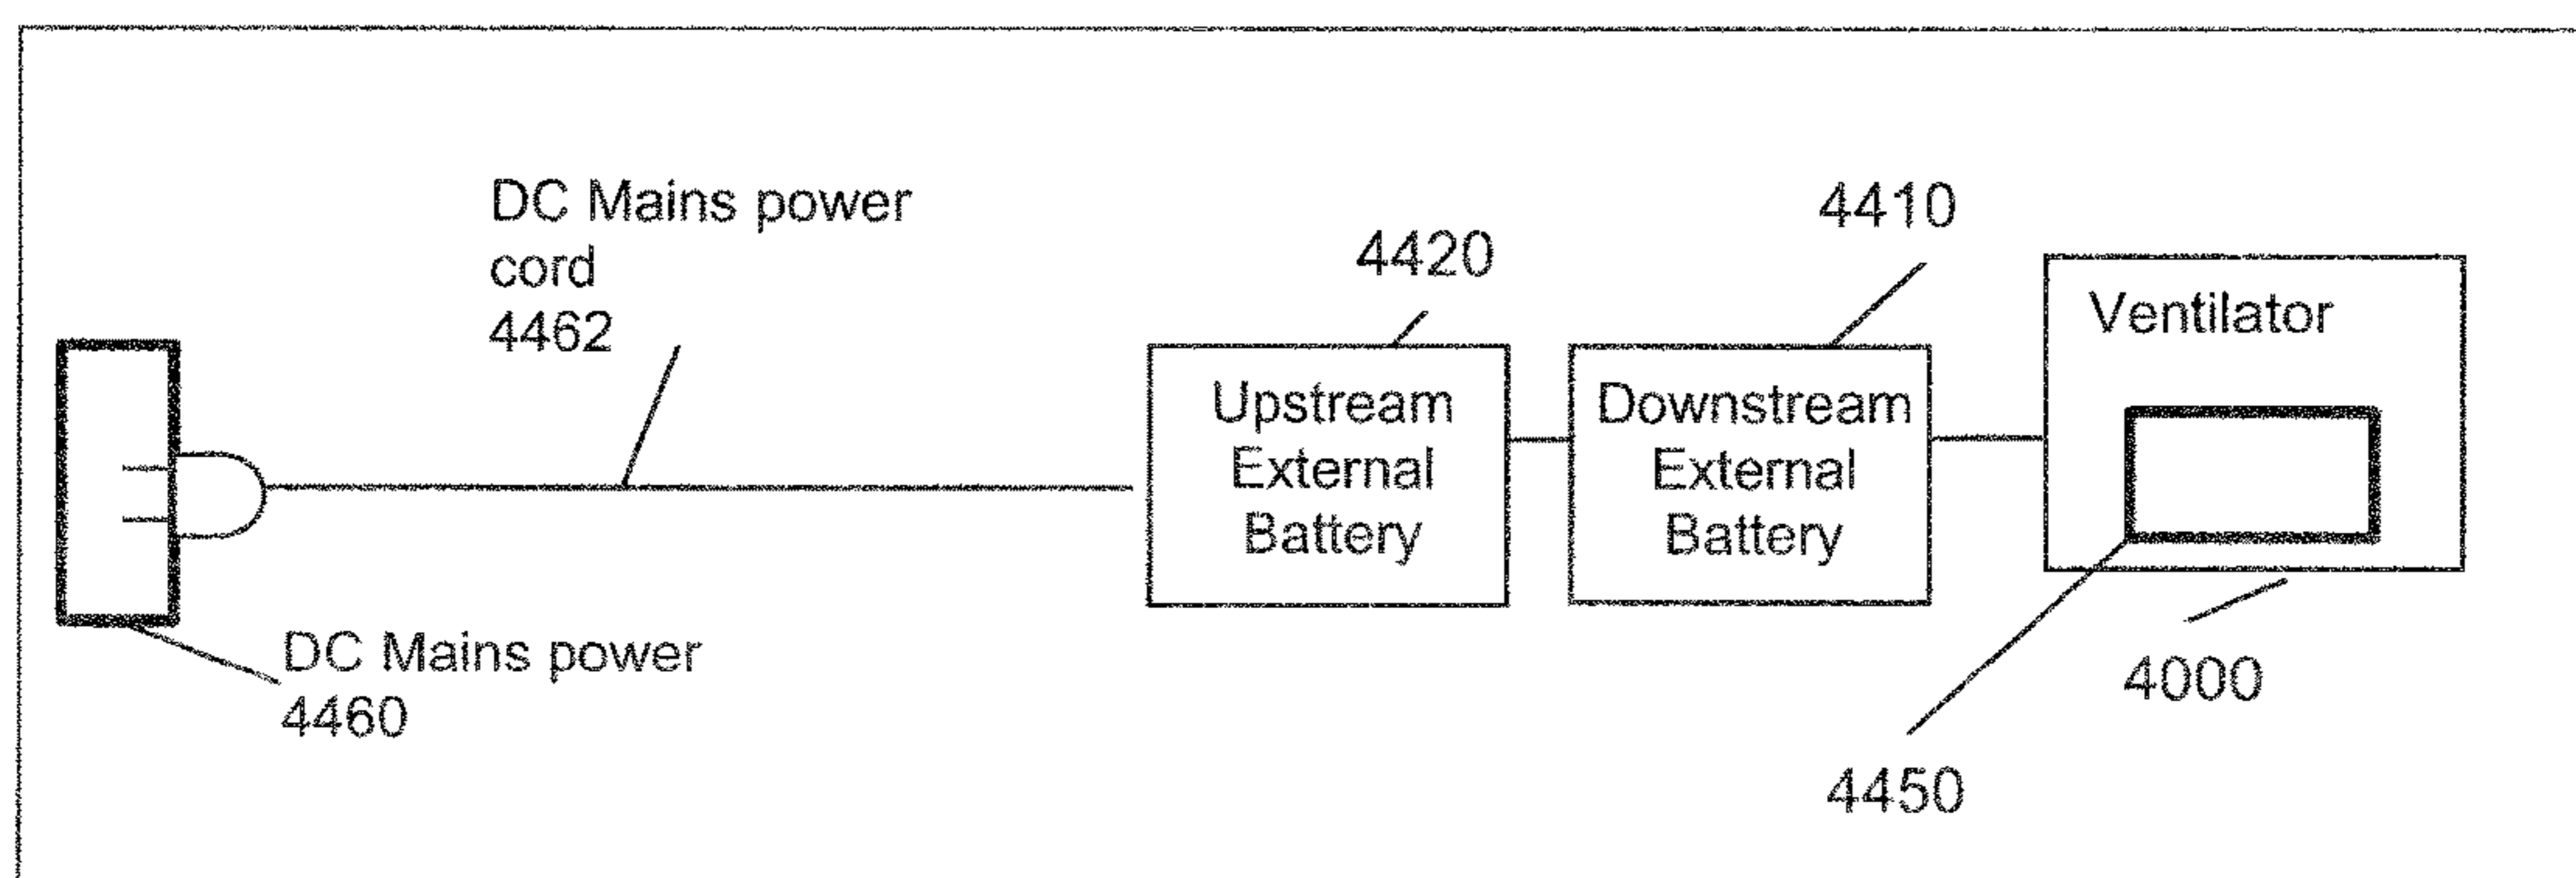 DC Mains power
cord
4462
4420
4410
Ventilator
Upstream
External
Battery
Downstream
External
Battery
DC Mains power
4460
4000
4450